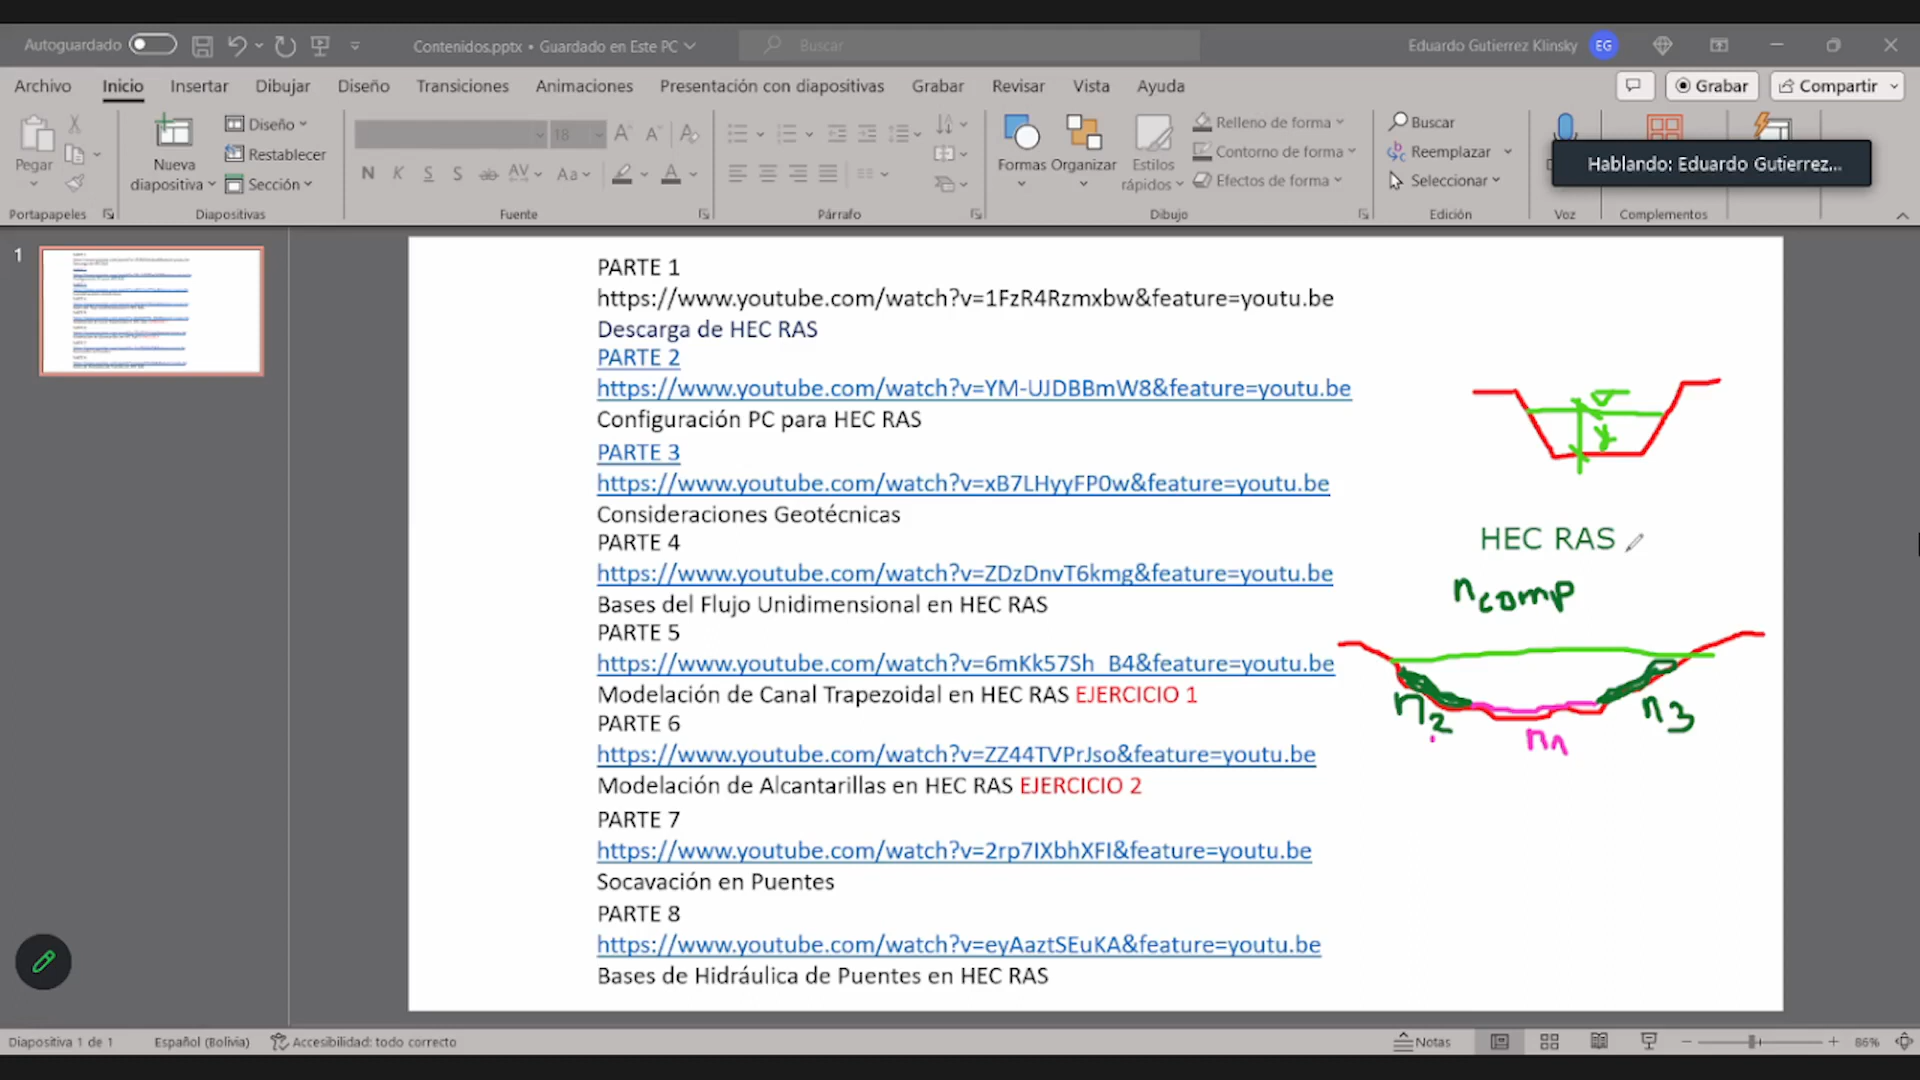 Autoguardado
Contenidos.pptx • Guardado en Este PC
Buscar
Eduardo Gutierrez Klinsky
EG
Archivo
Inicio
Insertar
Dibujar
Diseño
Transiciones
Animaciones
Presentación con diapositivas
Grabar
Revisar
Vista
Ayuda
Grabar
Compartir
Pegar
Nueva diapositiva
Diseño
Restablecer
Sección
18
N K S S ab AV Aa A
Formas
Organizar
Estilos rápidos
Relleno de forma
Contorno de forma
Efectos de forma
Buscar
Reemplazar
Seleccionar
Hablando: Eduardo Gutierrez...
Portapapeles
Diapositivas
Fuente
Párrafo
Dibujo
Edición
Voz
Complementos
1
PARTE 1
https://www.youtube.com/watch?v=1FzR4Rzmxbw&feature=youtu.be
Descarga de HEC RAS
PARTE 2
https://www.youtube.com/watch?v=YM-UJDBBmW8&feature=youtu.be
Configuración PC para HEC RAS
PARTE 3
https://www.youtube.com/watch?v=xB7LHyyFP0w&feature=youtu.be
Consideraciones Geotécnicas
PARTE 4
https://www.youtube.com/watch?v=ZDzDnvT6kmg&feature=youtu.be
Bases del Flujo Unidimensional en HEC RAS
PARTE 5
https://www.youtube.com/watch?v=6mKk57Sh_B4&feature=youtu.be
Modelación de Canal Trapezoidal en HEC RAS EJERCICIO 1
PARTE 6
https://www.youtube.com/watch?v=ZZ44TVPrJso&feature=youtu.be
Modelación de Alcantarillas en HEC RAS EJERCICIO 2
PARTE 7
https://www.youtube.com/watch?v=2rp7IXbhXFI&feature=youtu.be
Socavación en Puentes
PARTE 8
https://www.youtube.com/watch?v=eyAaztSEuKA&feature=youtu.be
Bases de Hidráulica de Puentes en HEC RAS
y
HEC RAS
ncomp
n2
n1
n3
Diapositiva 1 de 1
Español (Bolivia)
Accesibilidad: todo correcto
Notas
86%